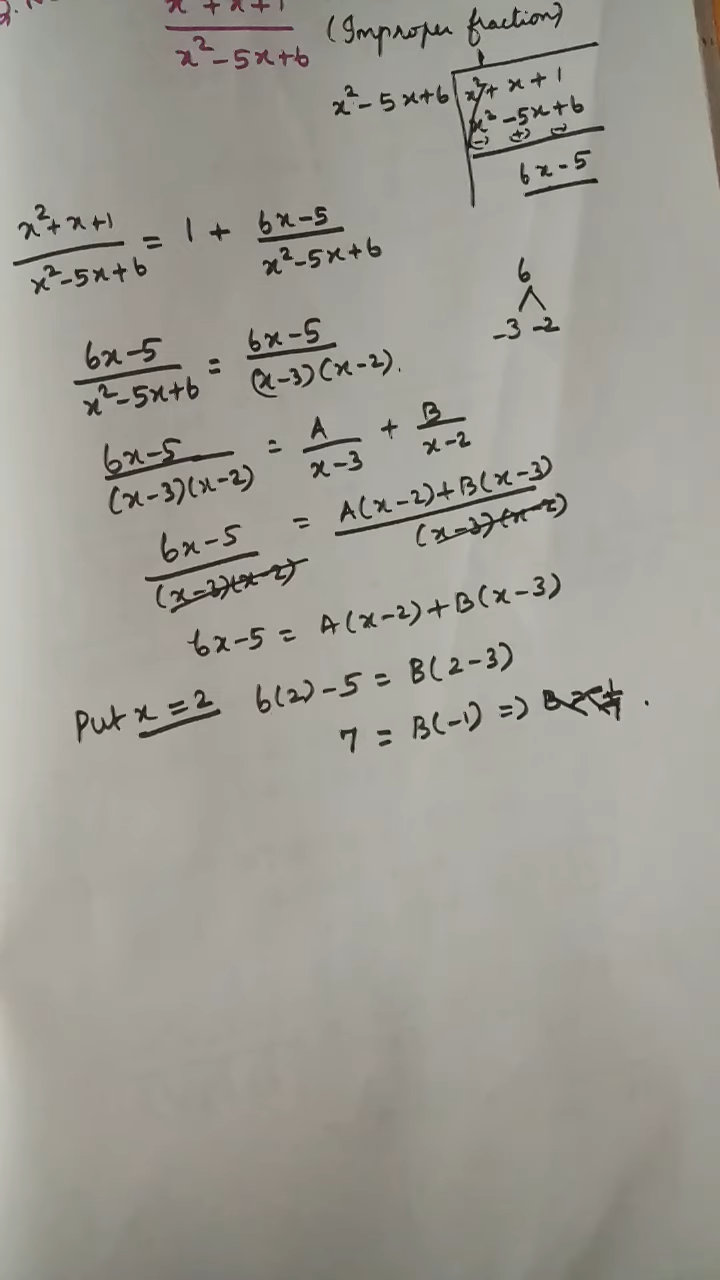 x² + x + 1 / x² - 5x + 6 (Improper fraction)
1
x² - 5x + 6 | x² + x + 1
x² - 5x + 6
(-) (+) (-)
6x - 5
x² + x + 1 / x² - 5x + 6 = 1 + 6x - 5 / x² - 5x + 6
6
-3 -2
6x - 5 / x² - 5x + 6 = 6x - 5 / (x - 3)(x - 2).
6x - 5 / (x - 3)(x - 2) = A / x - 3 + B / x - 2
6x - 5 / (x - 3)(x - 2) = A(x - 2) + B(x - 3) / (x - 3)(x - 2)
6x - 5 = A(x - 2) + B(x - 3)
Put x = 2 6(2) - 5 = B(2 - 3)
7 = B(-1) =>